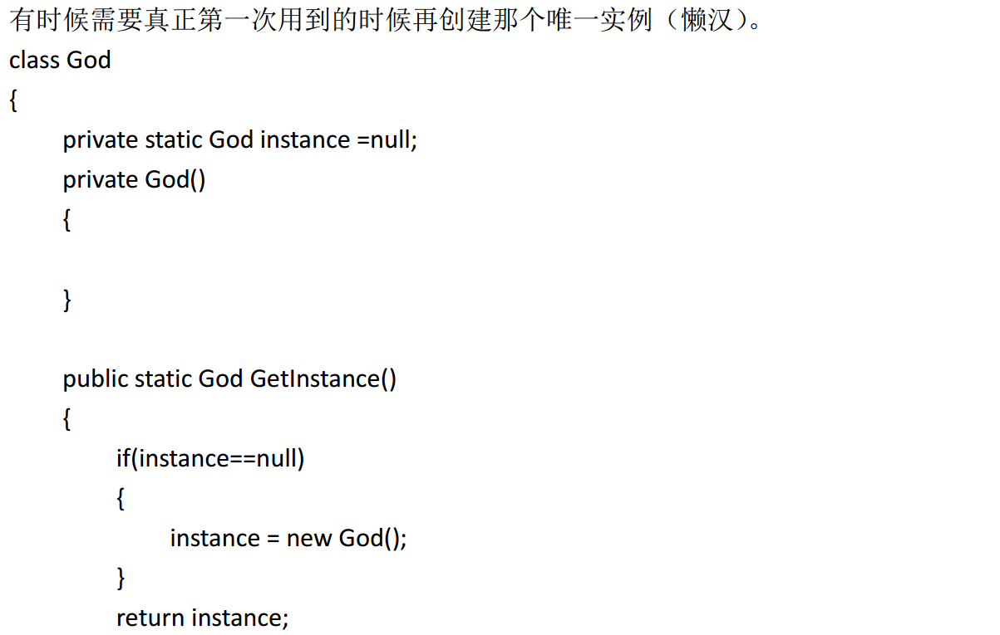 有时候需要真正第一次用到的时候再创建那个唯一实例（懒汉）。
class God
{
private static God instance =null;
private God()
{
}
public static God GetInstance()
{
if(instance==null)
{
instance = new God();
}
return instance;